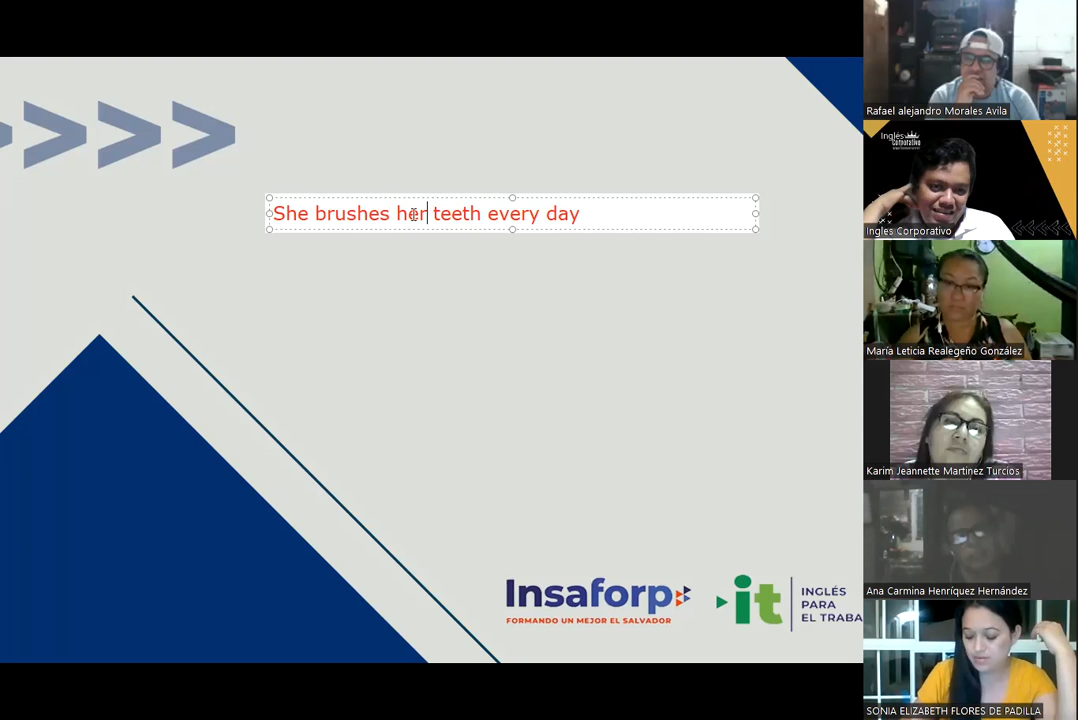 She brushes her teeth every day
Insaforp
FORMANDO UN MEJOR EL SALVADOR
it
INGLÉS
PARA
EL TRABA
Rafael alejandro Morales Avila
Inglés
Corporativo
Ingles Corporativo
María Leticia Realegeño González
Karim Jeannette Martinez Turcios
Ana Carmina Henríquez Hernández
SONIA ELIZABETH FLORES DE PADILLA